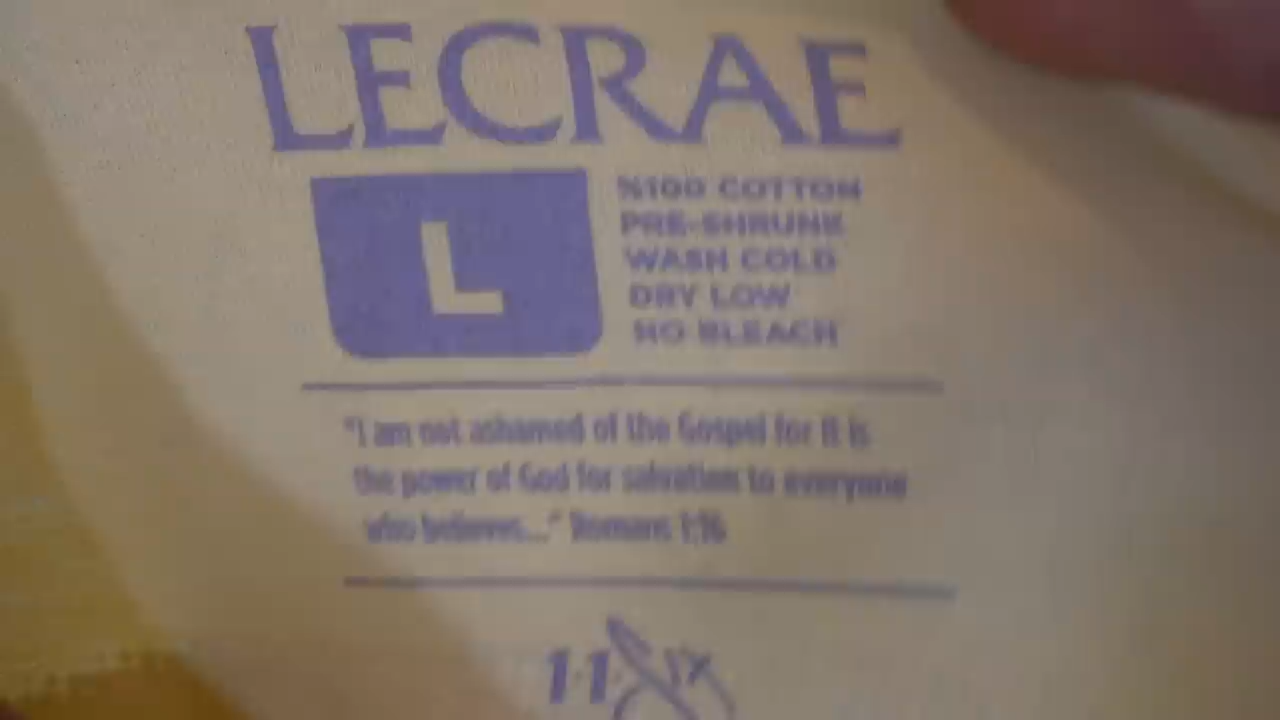 LECRAE
L
%100 COTTON
PRE-SHRUNK
WASH COLD
DRY LOW
NO BLEACH
"I am not ashamed of the Gospel for it is
the power of God for salvation to everyone
who believes..." Romans 1:16